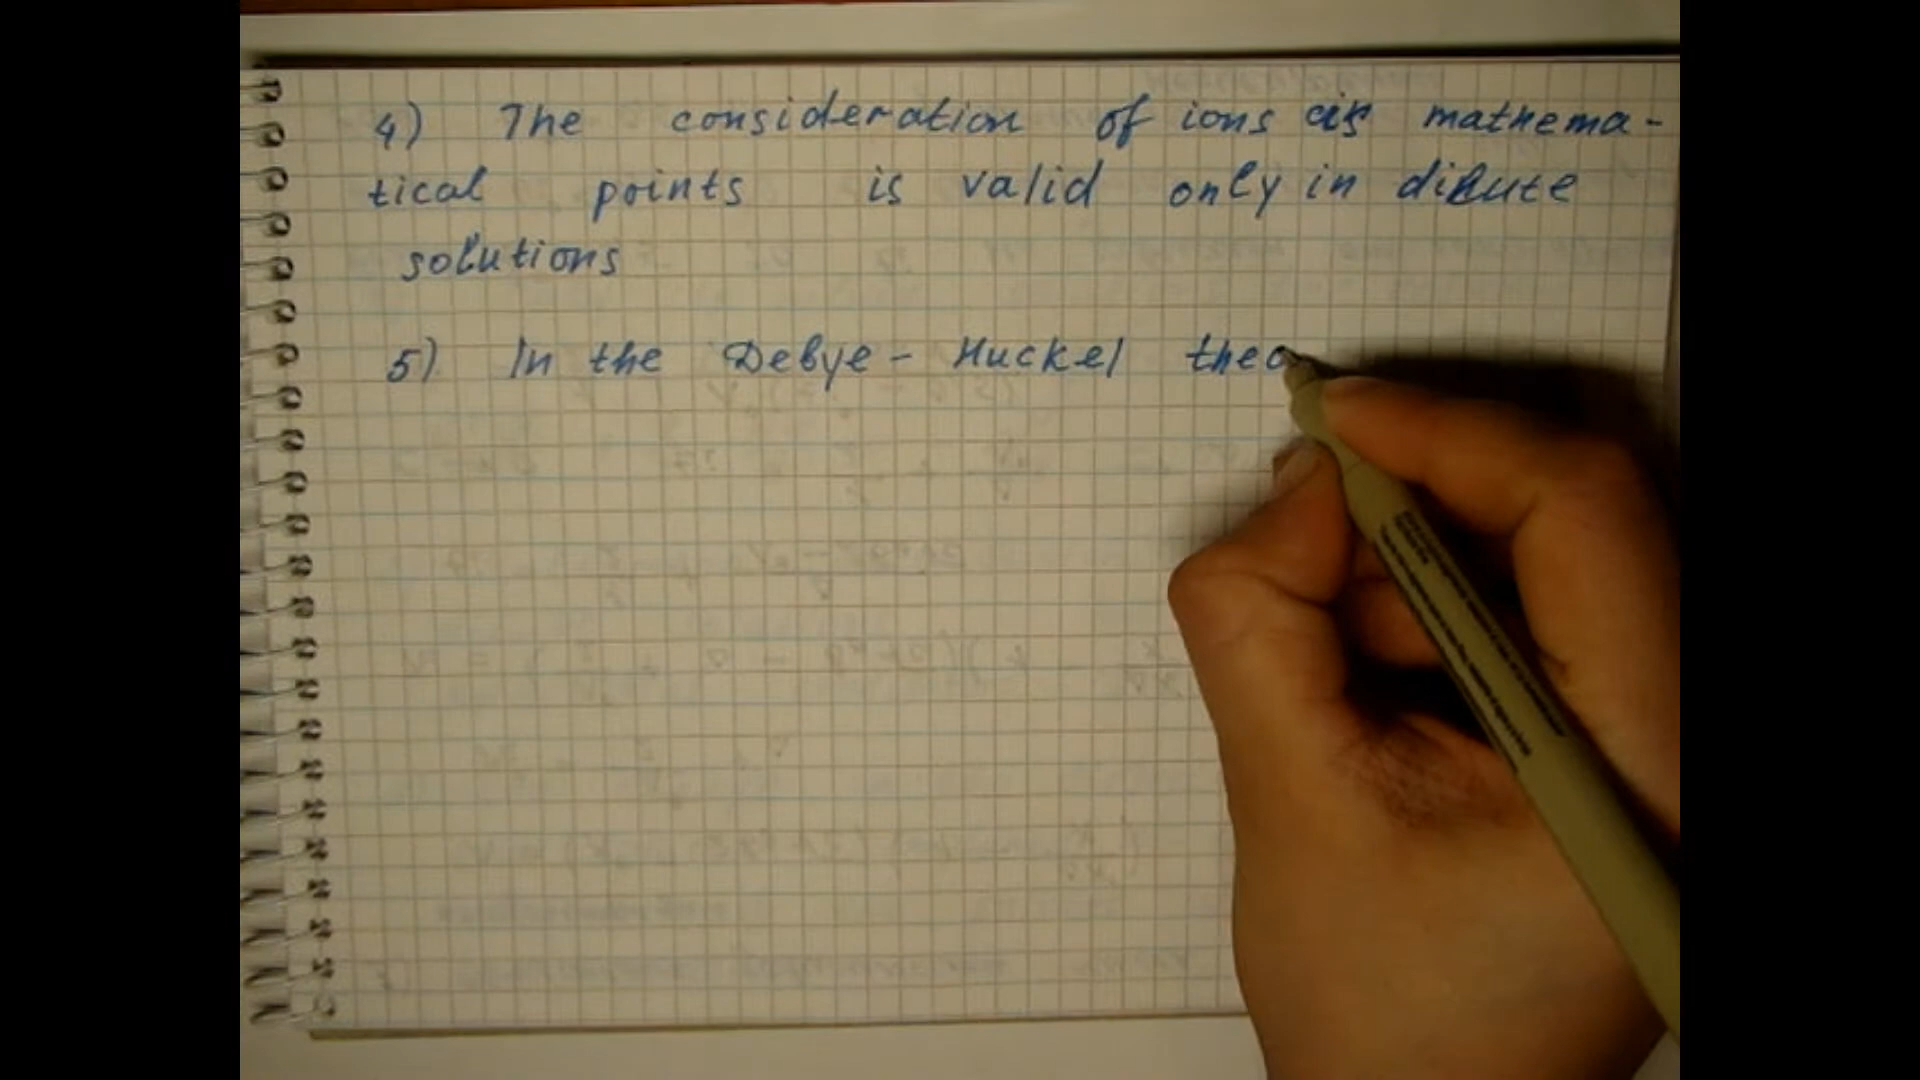 4) The consideration of ions as mathema-
tical points is valid only in dilute
solutions
5) In the Debye - Huckel theo